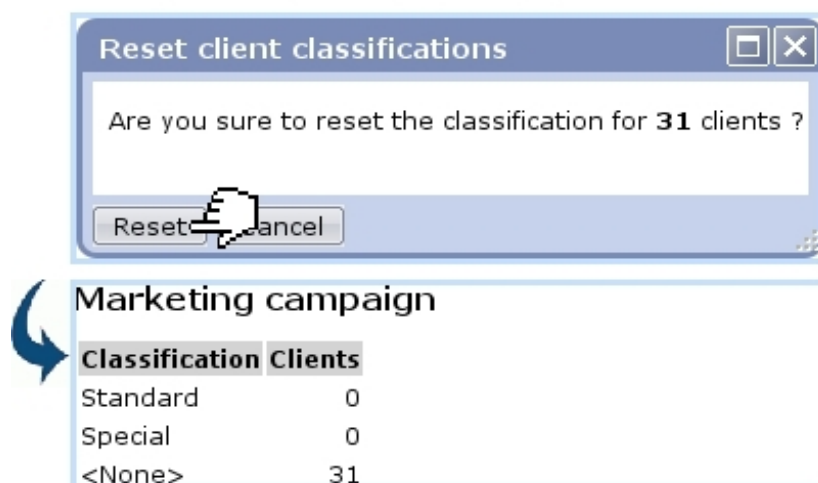 Reset client classifications
Are you sure to reset the classification for 31 clients ?
Reset Cancel
Marketing campaign
Classification Clients
Standard 0
Special 0
<None> 31